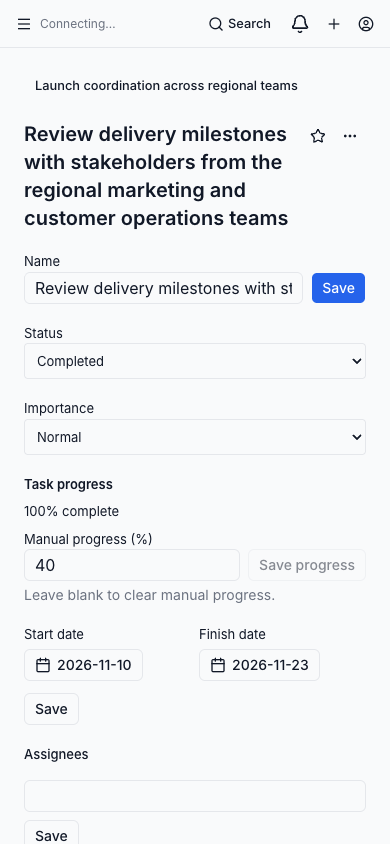 Connecting...
Search
Launch coordination across regional teams
Review delivery milestones
with stakeholders from the
regional marketing and
customer operations teams
Name
Review delivery milestones with st
Save
Status
Completed
Importance
Normal
Task progress
100% complete
Manual progress (%)
40
Save progress
Leave blank to clear manual progress.
Start date
Finish date
2026-11-10
2026-11-23
Save
Assignees
Save